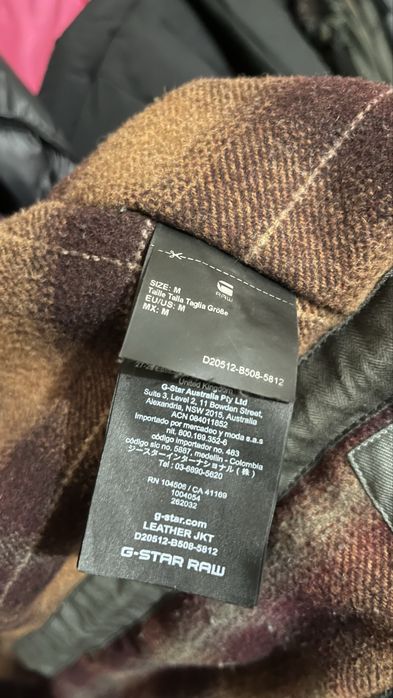 RAW
SIZE: M
Taille Talla Taglia Größe
EU/US: M
MX: M
D20512-B508-5812
United Kingdom
G-Star Australia Pty Ltd
Suite 3, Level 2, 11 Bowden Street,
Alexandria, NSW 2015, Australia
ACN 084011852
Importado por mercadeo y moda s.a.s
nit. 800.169.352-6
código importador no. 483
código sic no. 5887, medellin - Colombia
ジースターインターナショナル(株)
Tel: 03-6890-5620
RN 104506 / CA 41169
1004054
262032
g-star.com
LEATHER JKT
D20512-B508-5812
G-STAR RAW